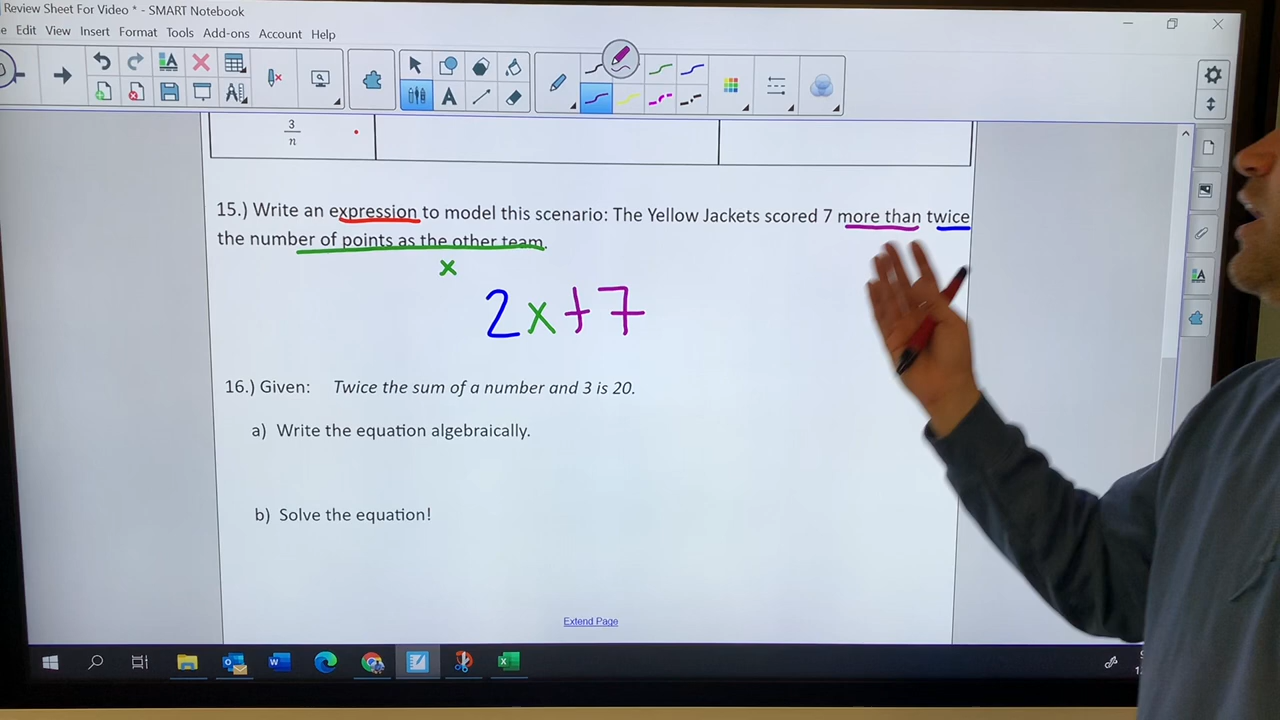 Review Sheet For Video * - SMART Notebook
Edit View Insert Format Tools Add-ons Account Help
3
n
15.) Write an expression to model this scenario: The Yellow Jackets scored 7 more than twice
the number of points as the other team.
x
2x+7
16.) Given: Twice the sum of a number and 3 is 20.
a) Write the equation algebraically.
b) Solve the equation!
Extend Page